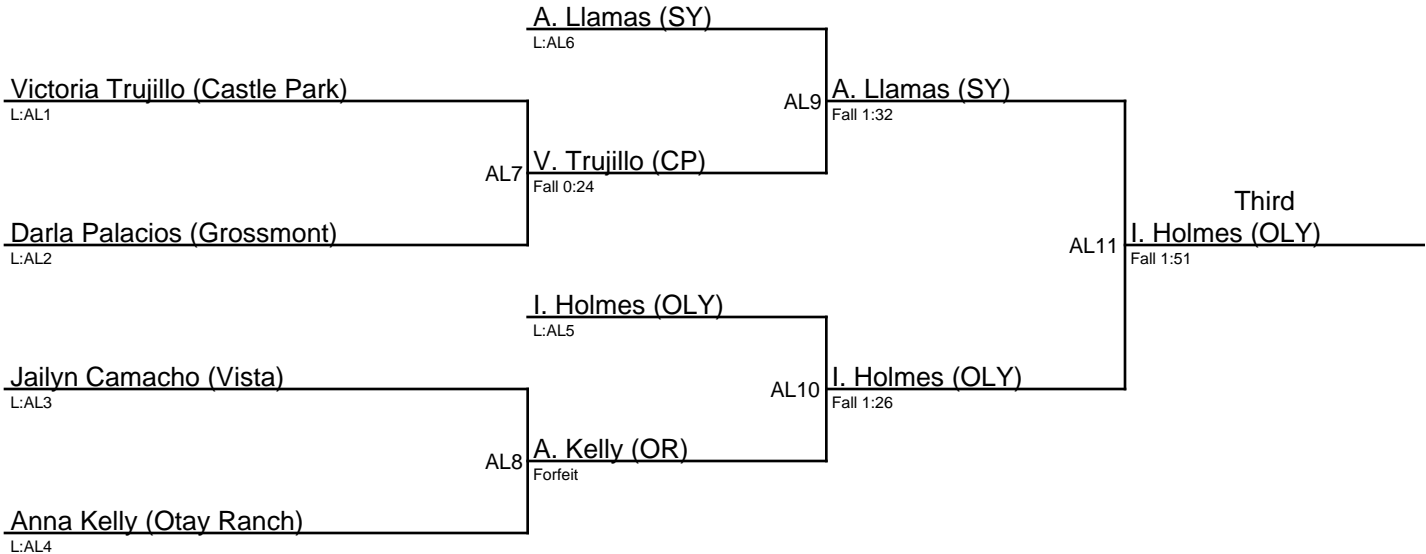 A. Llamas (SY)
L:AL6
Victoria Trujillo (Castle Park)
L:AL1
AL9
A. Llamas (SY)
Fall 1:32
AL7
V. Trujillo (CP)
Fall 0:24
Third
Darla Palacios (Grossmont)
L:AL2
AL11
I. Holmes (OLY)
Fall 1:51
I. Holmes (OLY)
L:AL5
Jailyn Camacho (Vista)
L:AL3
AL10
I. Holmes (OLY)
Fall 1:26
AL8
A. Kelly (OR)
Forfeit
Anna Kelly (Otay Ranch)
L:AL4